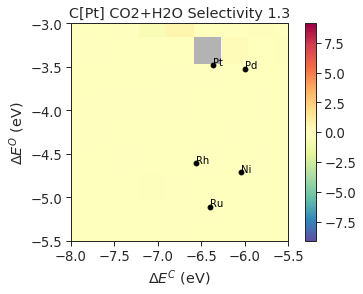 C[Pt] CO2+H2O Selectivity 1.3
−3.0
−3.5
−4.0
−4.5
−5.0
−5.5
ΔE^O (eV)
Pt
Pd
Rh
Ni
Ru
−8.0 −7.5 −7.0 −6.5 −6.0 −5.5
ΔE^C (eV)
7.5
5.0
2.5
0.0
−2.5
−5.0
−7.5